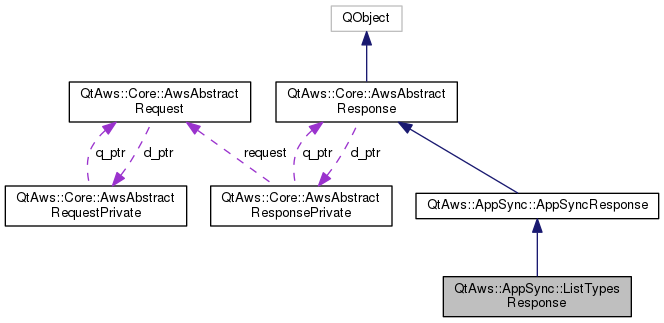 QObject
QtAws::Core::AwsAbstract
Request
QtAws::Core::AwsAbstract
Response
q_ptr
d_ptr
request
q_ptr
d_ptr
QtAws::Core::AwsAbstract
RequestPrivate
QtAws::Core::AwsAbstract
ResponsePrivate
QtAws::AppSync::AppSyncResponse
QtAws::AppSync::ListTypes
Response